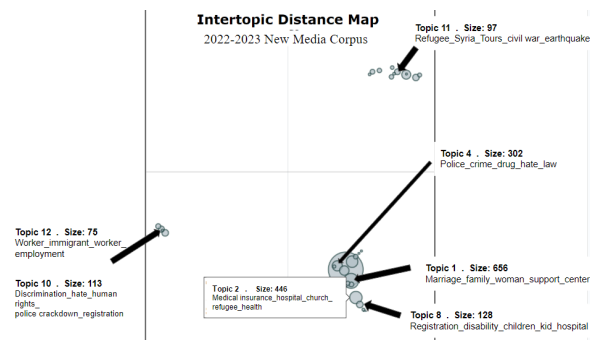 Intertopic Distance Map
2022-2023 New Media Corpus
Topic 11 . Size: 97
Refugee_Syria_Tours_civil war_earthquake
Topic 4 . Size: 302
Police_crime_drug_hate_law
Topic 12 . Size: 75
Worker_immigrant_worker_
employment
Topic 10 . Size: 113
Discrimination_hate_human
rights_
police crackdown_registration
Topic 2 . Size: 446
Medical insurance_hospital_church_
refugee_health
Topic 1 . Size: 656
Marriage_family_woman_support_center
Topic 8 . Size: 128
Registration_disability_children_kid_hospital